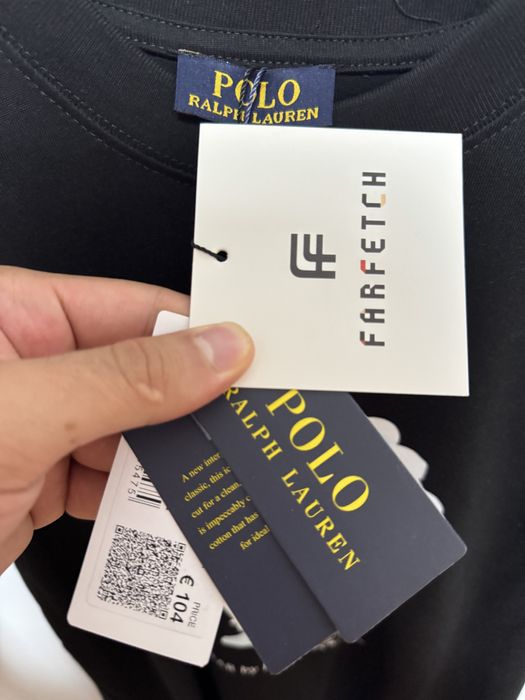 POLO
RALPH LAUREN
FARFETCH
POLO
RALPH LAUREN
A new inter
classic, this ic
cut for a clean
is impeccably c
cotton that has
for ideal
PRICE
€ 104